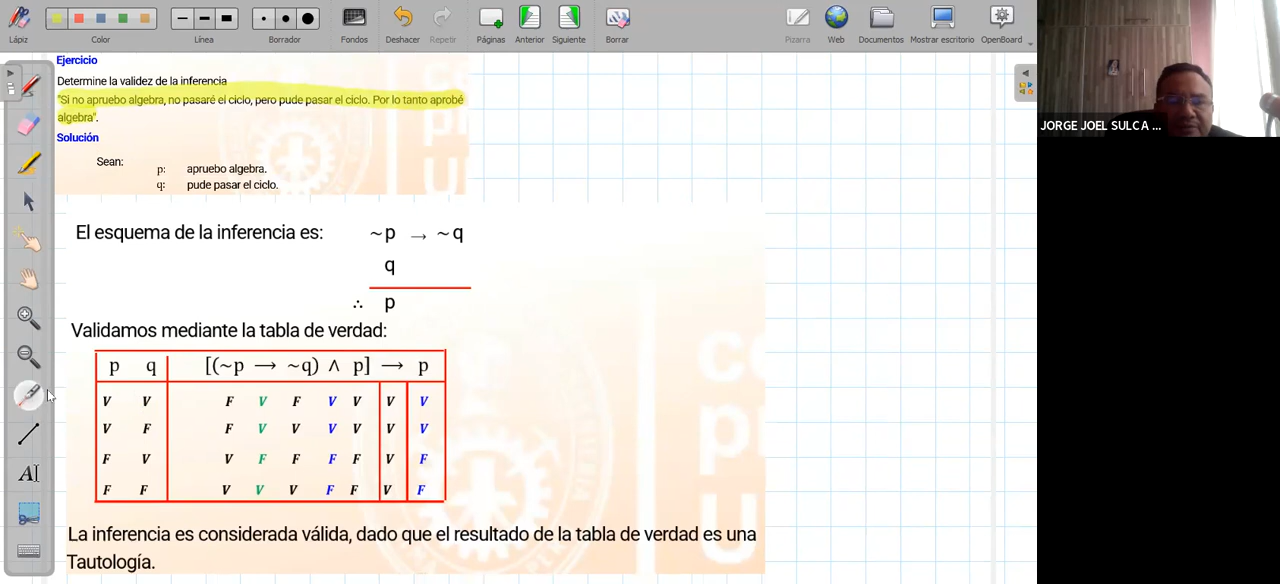 Lápiz Color Línea Borrador Fondos Deshacer Repetir Páginas Anterior Siguiente Borrar Pizarra Web Documentos Mostrar escritorio OpenBoard
Ejercicio
Determine la validez de la inferencia
"Si no apruebo algebra, no pasaré el ciclo, pero pude pasar el ciclo. Por lo tanto aprobé
algebra".
Solución
Sean:
p: apruebo algebra.
q: pude pasar el ciclo.
El esquema de la inferencia es: ~p → ~q
q
∴ p
Validamos mediante la tabla de verdad:
p q [(~p → ~q) ∧ p] → p
V V F V F V V V V
V F F V V V V V V
F V V F F F F V F
F F V V V F F V F
La inferencia es considerada válida, dado que el resultado de la tabla de verdad es una
Tautología.
JORGE JOEL SULCA ...